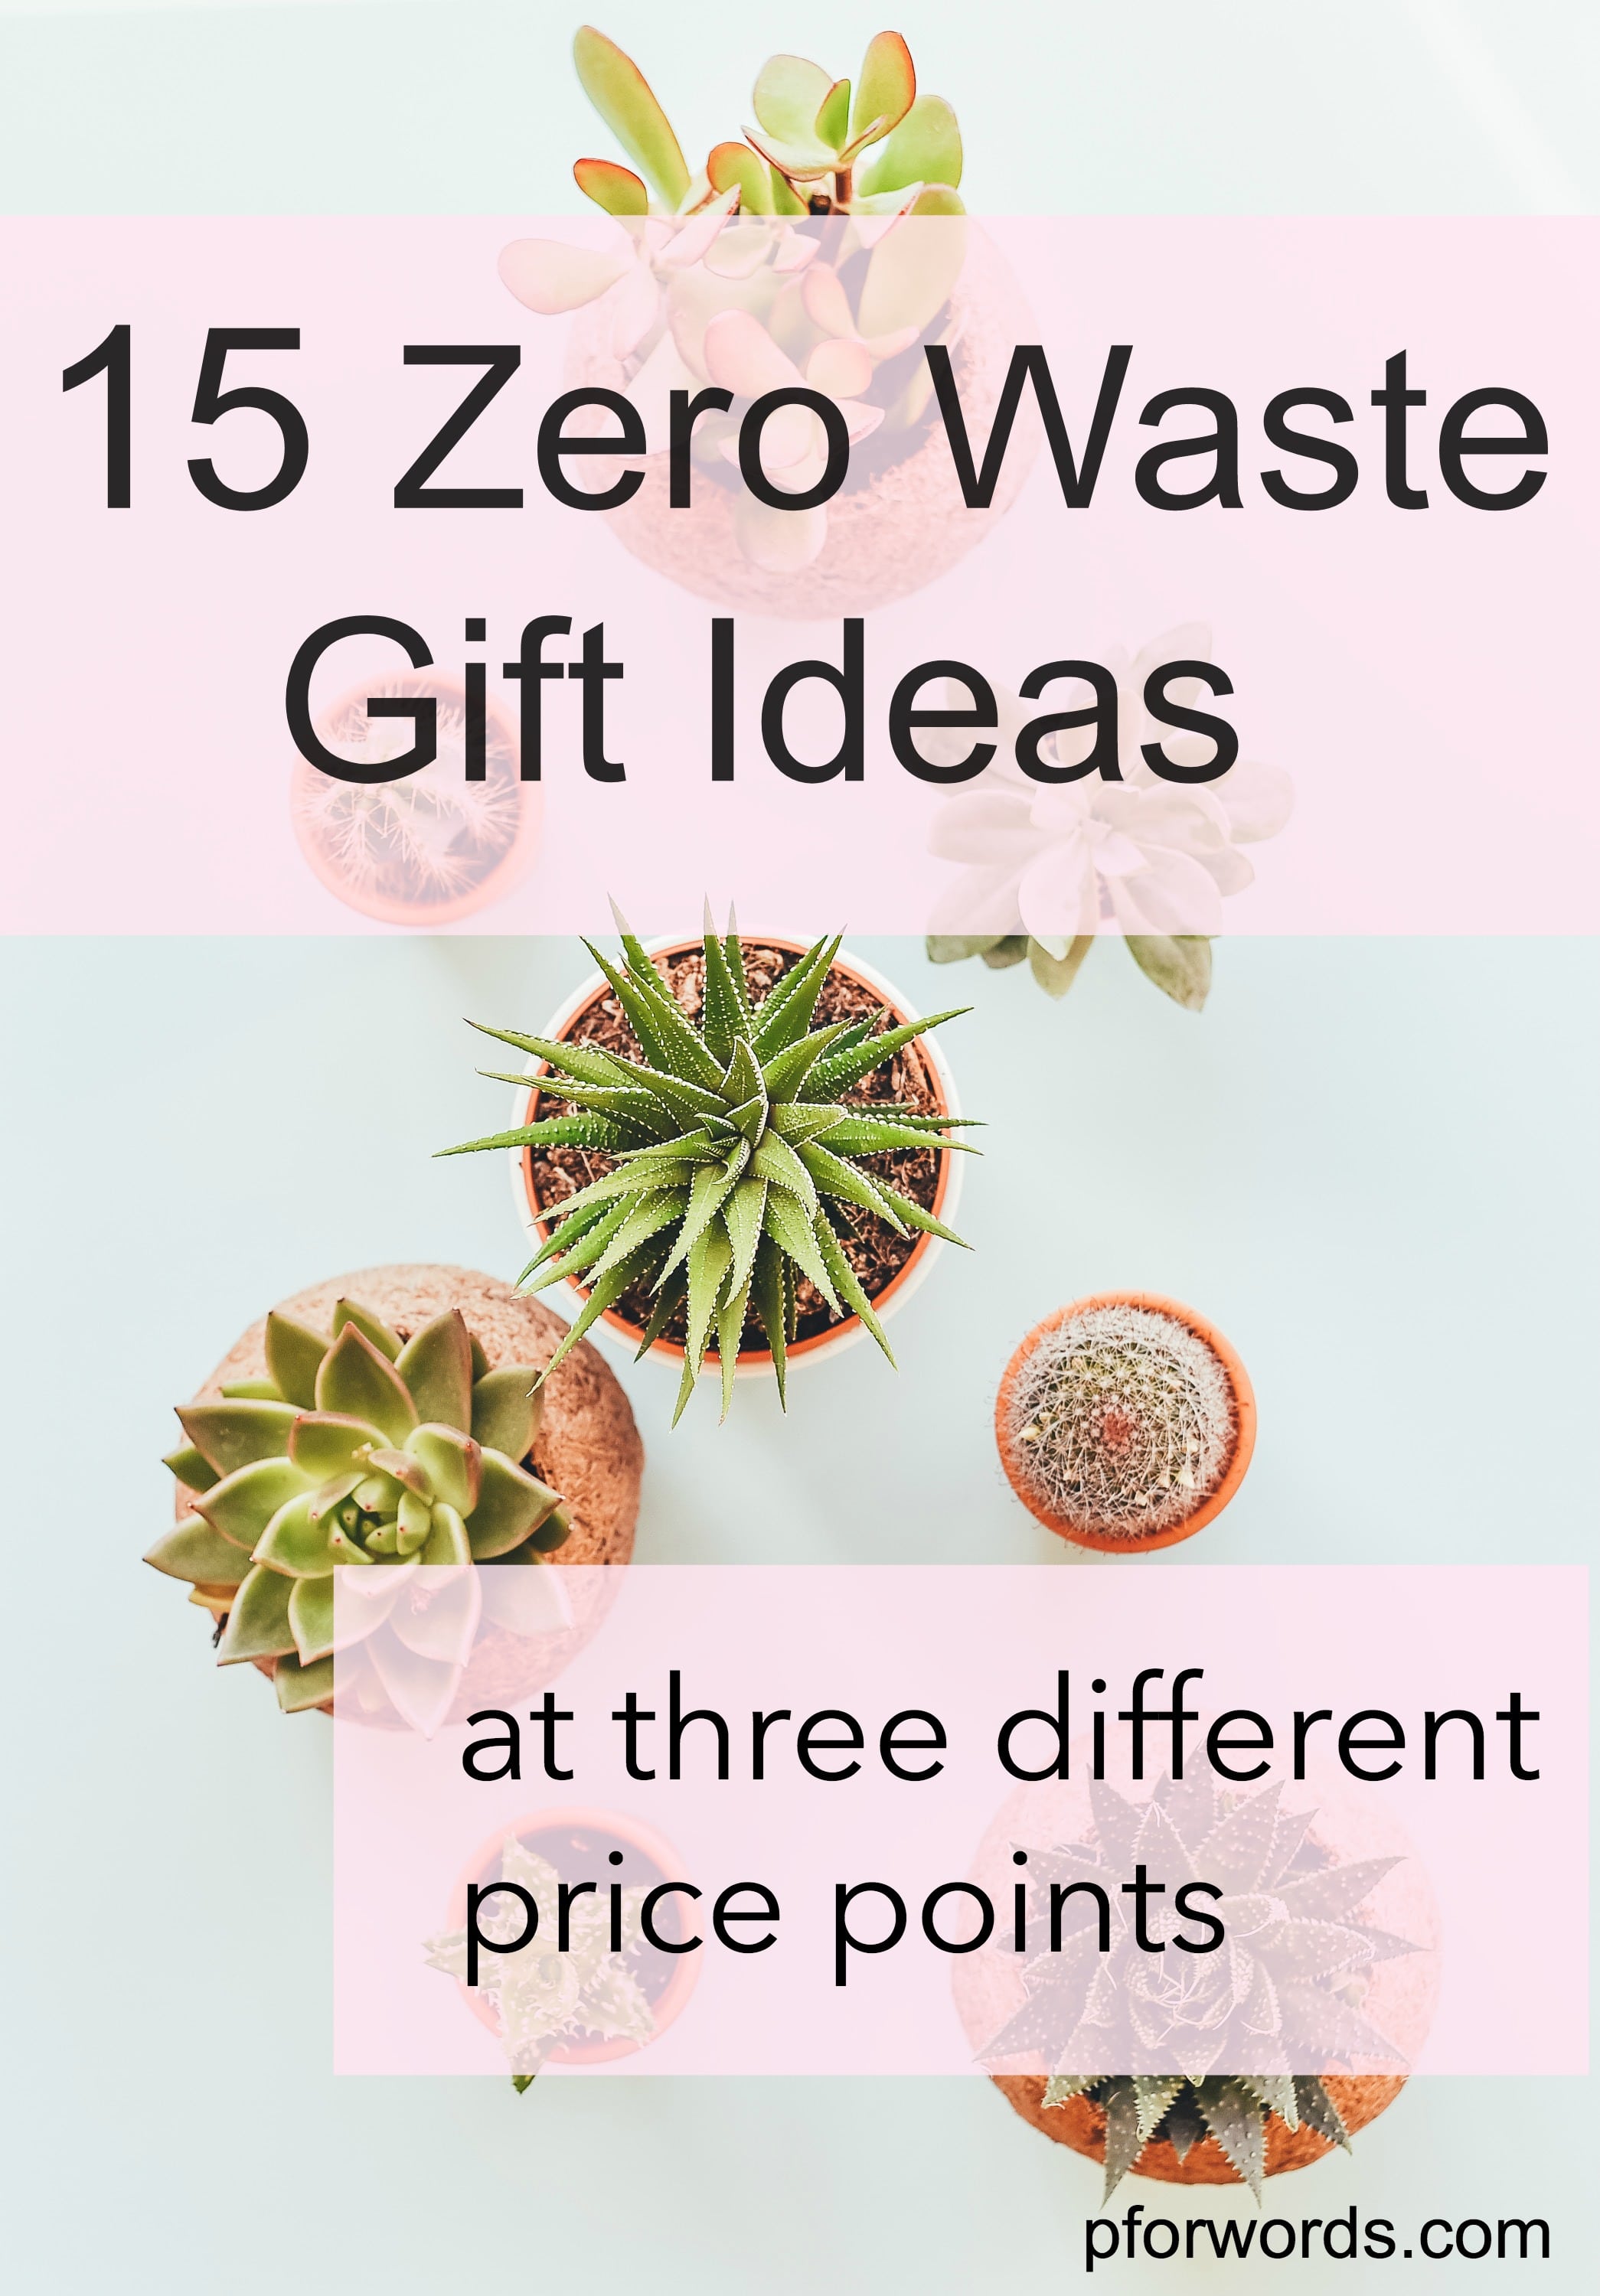 15 Zero Waste
Gift Ideas
at three different
price points
pforwords.com